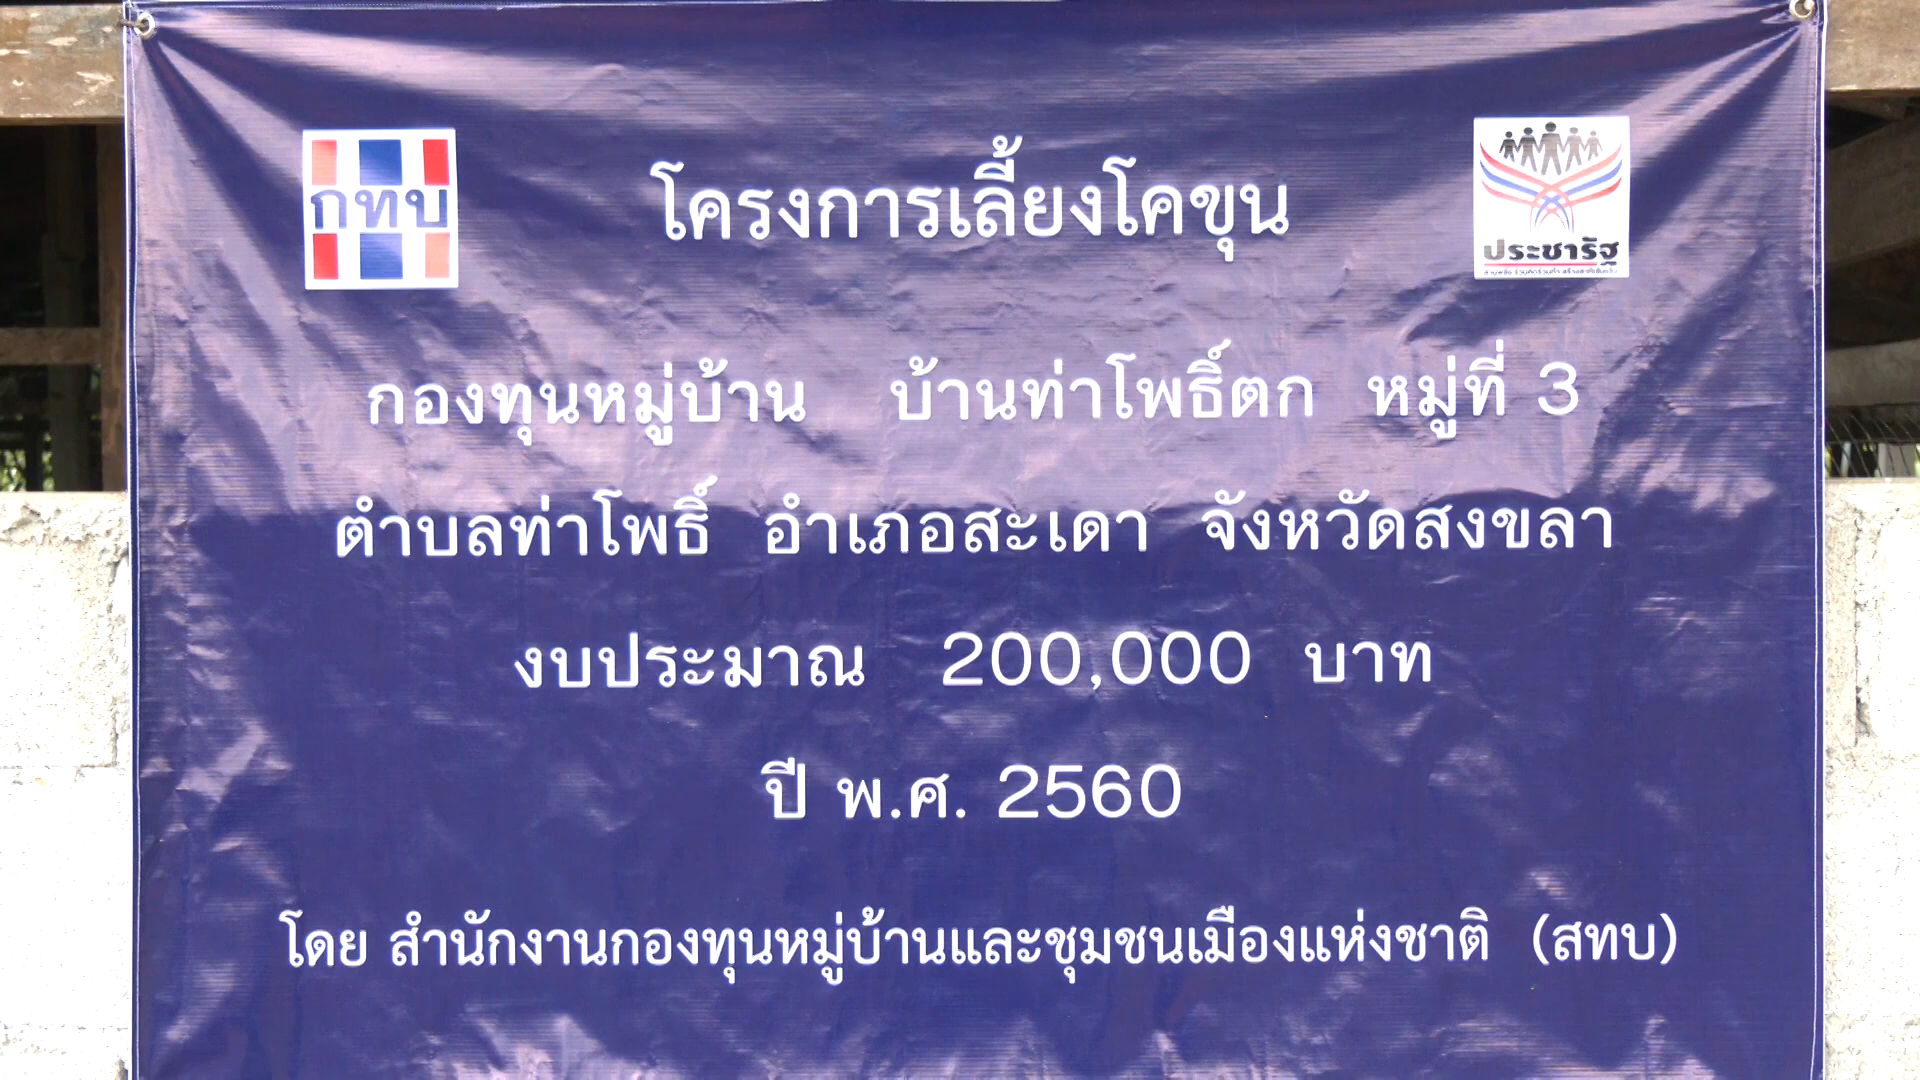 กทบ
โครงการเลี้ยงโคขุน
ประชารัฐ
กองทุนหมู่บ้าน บ้านท่าโพธิ์ตก หมู่ที่ 3
ตำบลท่าโพธิ์ อำเภอสะเดา จังหวัดสงขลา
งบประมาณ 200,000 บาท
ปี พ.ศ. 2560
โดย สำนักงานกองทุนหมู่บ้านและชุมชนเมืองแห่งชาติ (สทบ)